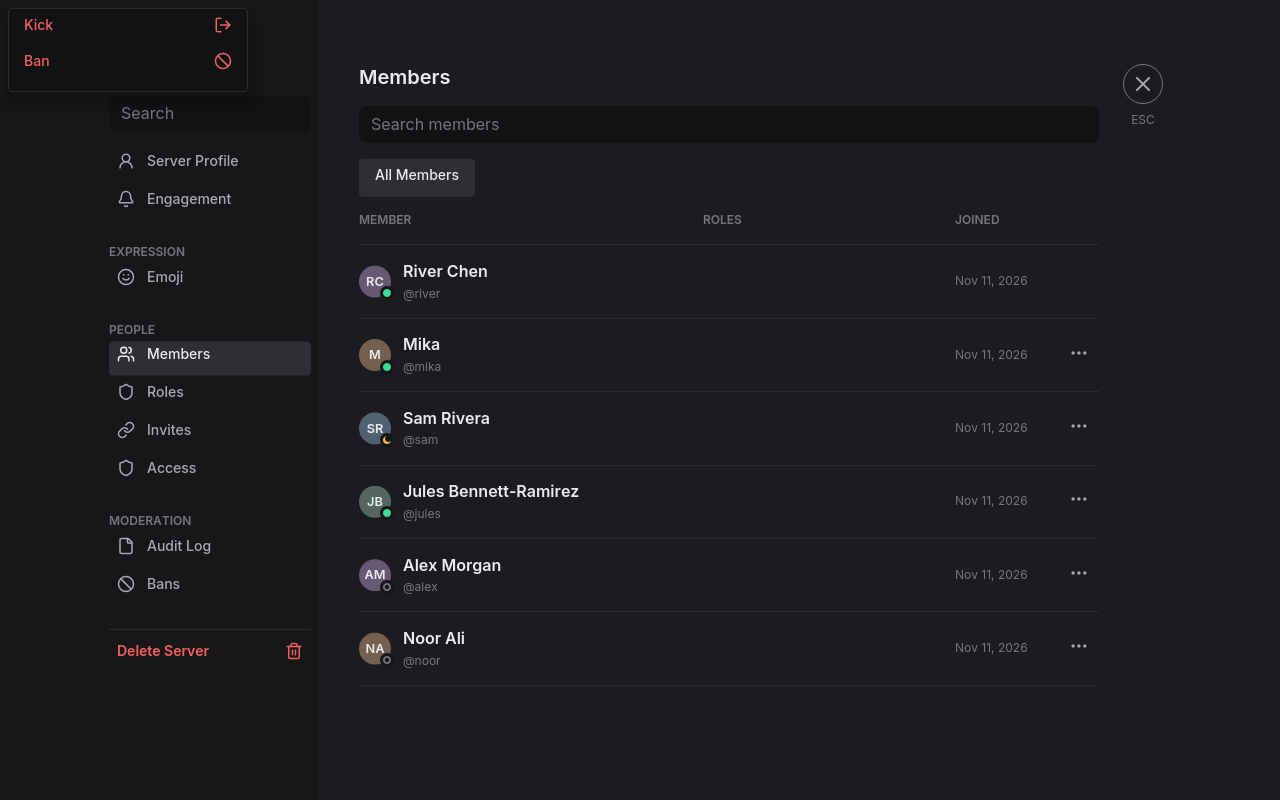 Kick
Ban
Search
Server Profile
Engagement
EXPRESSION
Emoji
PEOPLE
Members
Roles
Invites
Access
MODERATION
Audit Log
Bans
Delete Server
Members
Search members
All Members
MEMBER ROLES JOINED
RC River Chen
@river
Nov 11, 2026
M Mika
@mika
Nov 11, 2026
SR Sam Rivera
@sam
Nov 11, 2026
JB Jules Bennett-Ramirez
@jules
Nov 11, 2026
AM Alex Morgan
@alex
Nov 11, 2026
NA Noor Ali
@noor
Nov 11, 2026
ESC